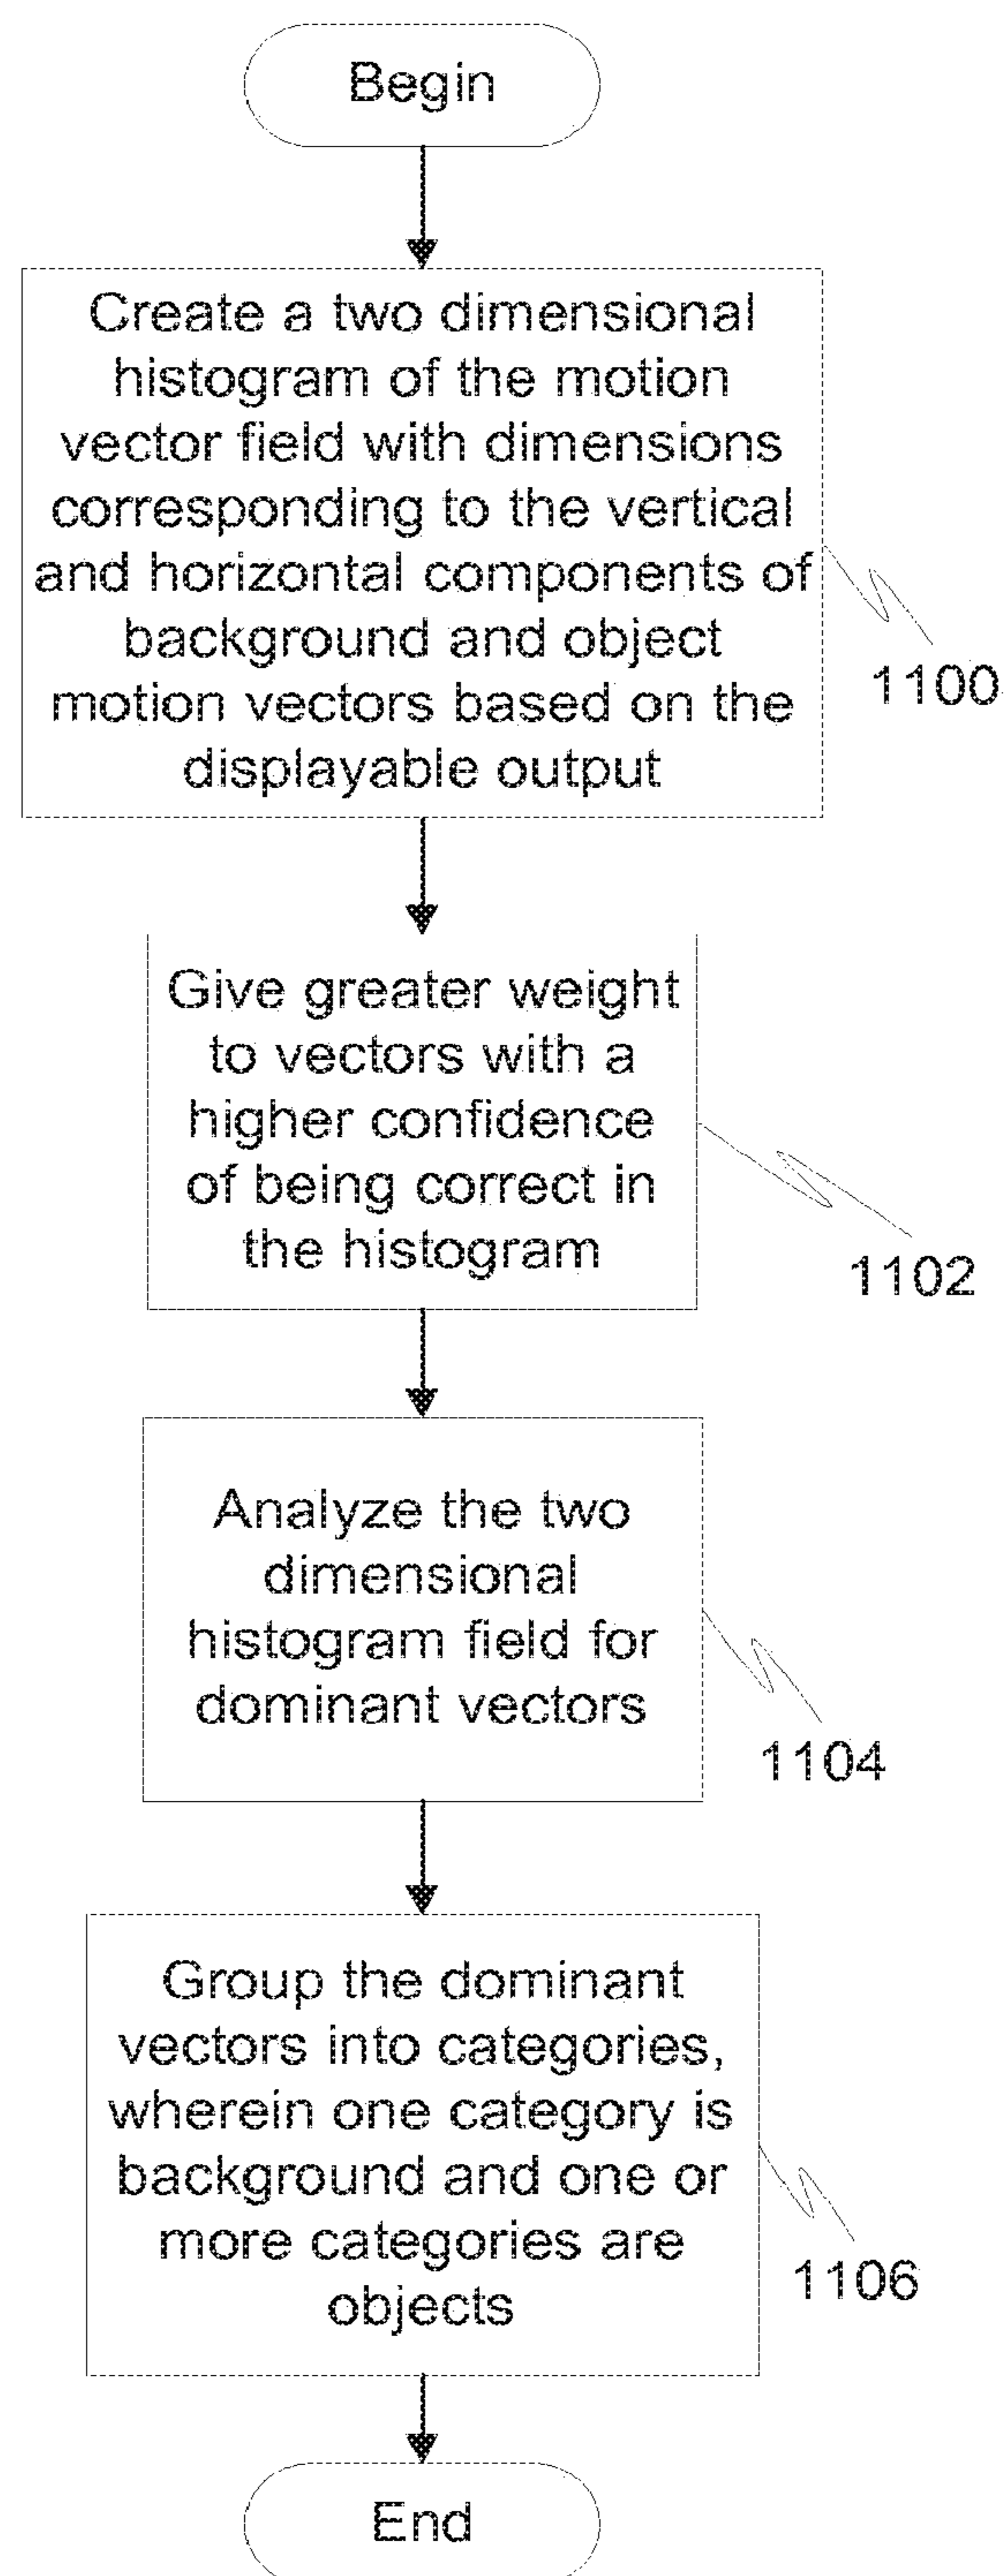 Begin
Create a two dimensional
histogram of the motion
vector field with dimensions
corresponding to the vertical
and horizontal components of
background and object
motion vectors based on the
displayable output
1100
Give greater weight
to vectors with a
higher confidence
of being correct in
the histogram
1102
Analyze the two
dimensional
histogram field for
dominant vectors
1104
Group the dominant
vectors into categories,
wherein one category is
background and one or
more categories are
objects
1106
End